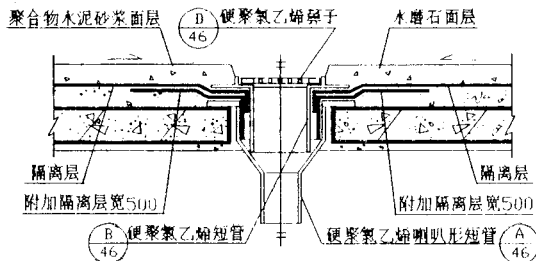 聚合物水泥砂浆面层
D
46
硬聚氯乙烯箅子
水磨石面层
隔离层
附加隔离层宽500
隔离层
附加隔离层宽500
B
46
硬聚氯乙烯短管
硬聚氯乙烯喇叭形短管
A
46